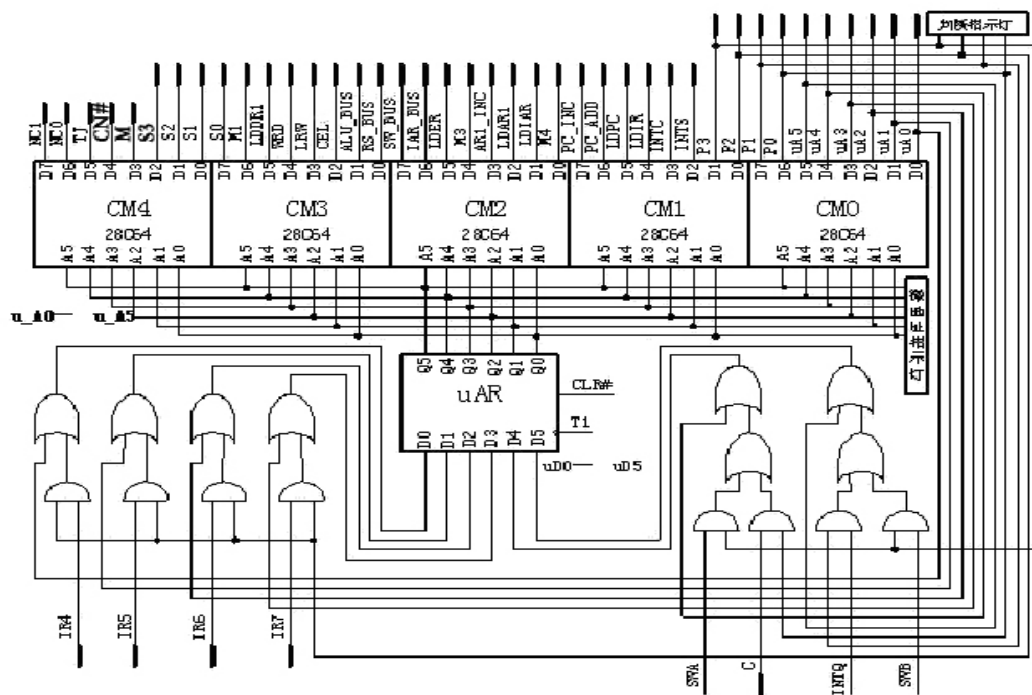 判断指示灯
NC1 NC0 TJ CN# M S3 S2 S1 S0 M1 LDDR1 WRD LRW CEL ALU_BUS RS_BUS SW_BUS IAR_BUS LDER M3 AR1_INC LDAR1 LDIAR M4 PC_INC PC_ADD LDPC LDIR INTC INTS P3 P2 P1 P0 uA5 uA4 uA3 uA2 uA1 uA0
D7 D6 D5 D4 D3 D2 D1 D0 D7 D6 D5 D4 D3 D2 D1 D0 D7 D6 D5 D4 D3 D2 D1 D0 D7 D6 D5 D4 D3 D2 D1 D0 D7 D6 D5 D4 D3 D2 D1 D0
CM4 CM3 CM2 CM1 CM0
28C64 28C64 28C64 28C64 28C64
A5 A4 A3 A2 A1 A0 A5 A4 A3 A2 A1 A0 A5 A4 A3 A2 A1 A0 A5 A4 A3 A2 A1 A0 A5 A4 A3 A2 A1 A0
u_A0— u_A5
Q5 Q4 Q3 Q2 Q1 Q0
uAR
CLR#
T1
D0 D1 D2 D3 D4 D5
uD0— uD5
IR4 IR5 IR6 IR7
SWA C INTQ SWB